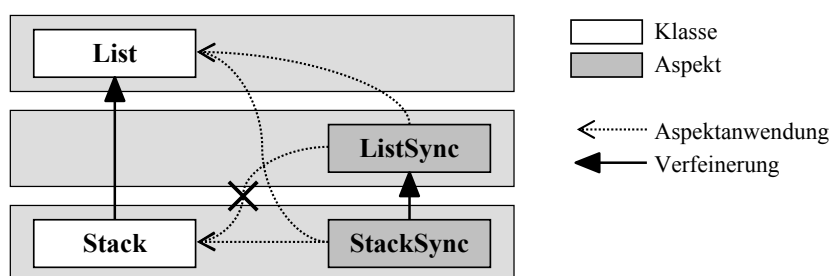 List
ListSync
Stack
StackSync
Klasse
Aspekt
Aspektanwendung
Verfeinerung